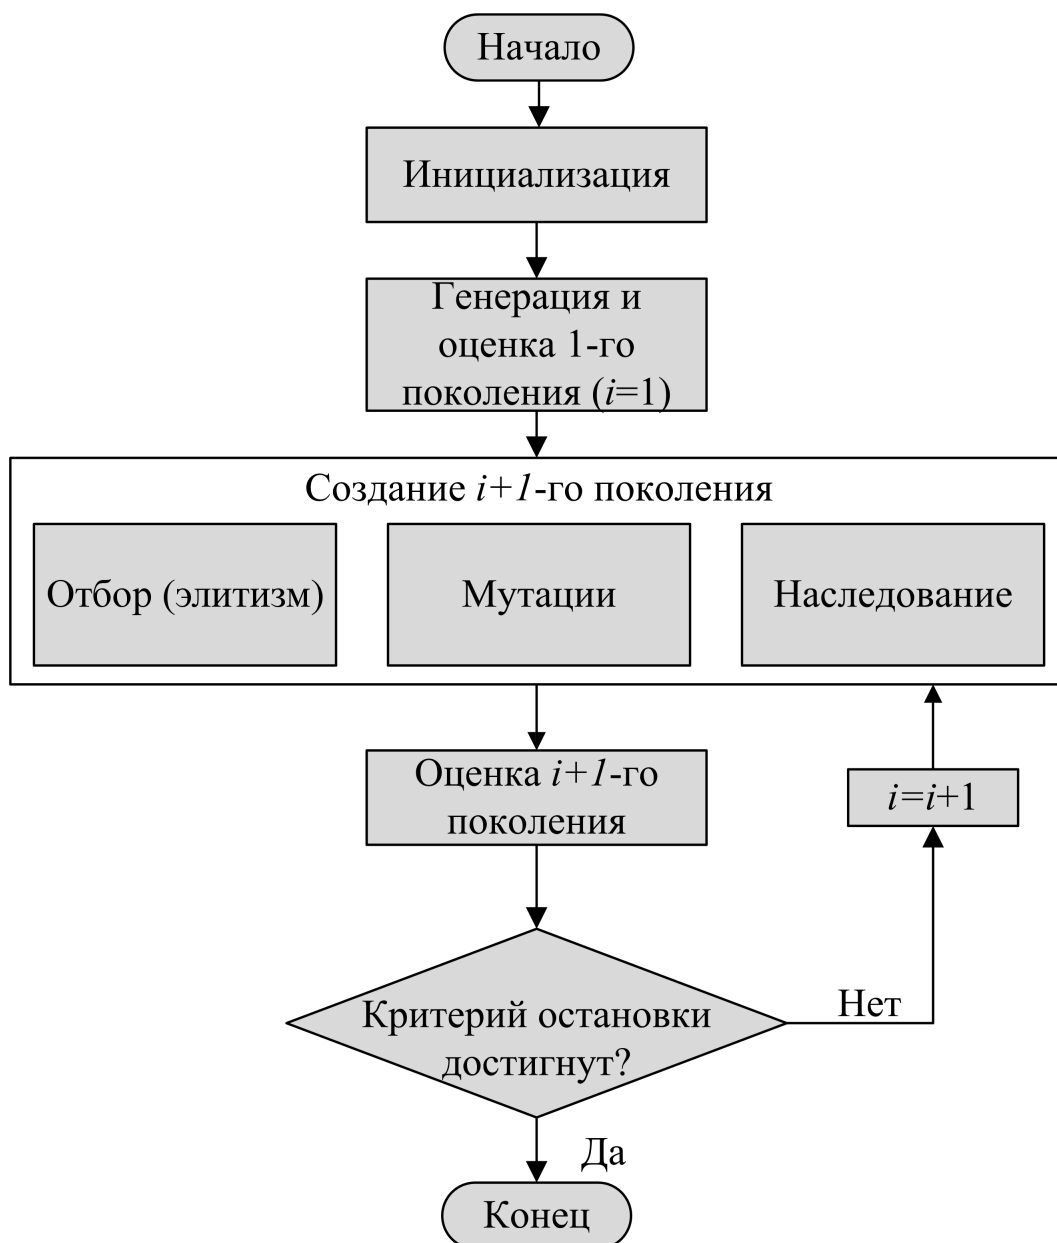 Начало
Инициализация
Генерация и
оценка 1-го
поколения (i=1)
Создание i+1-го поколения
Отбор (элитизм)
Мутации
Наследование
Оценка i+1-го
поколения
i=i+1
Критерий остановки
достигнут?
Нет
Да
Конец